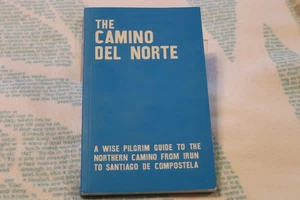 THE
CAMINO
DEL NORTE
A WISE PILGRIM GUIDE TO THE
NORTHERN CAMINO FROM IRUN
TO SANTIAGO DE COMPOSTELA